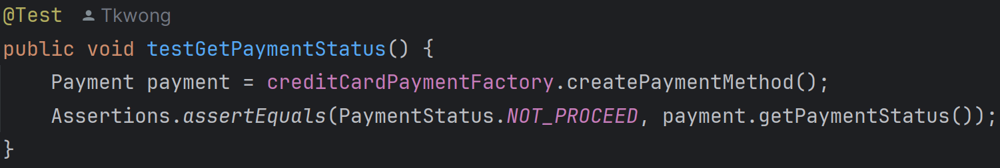 @Test Tkwong
public void testGetPaymentStatus() {
    Payment payment = creditCardPaymentFactory.createPaymentMethod();
    Assertions.assertEquals(PaymentStatus.NOT_PROCEED, payment.getPaymentStatus());
}